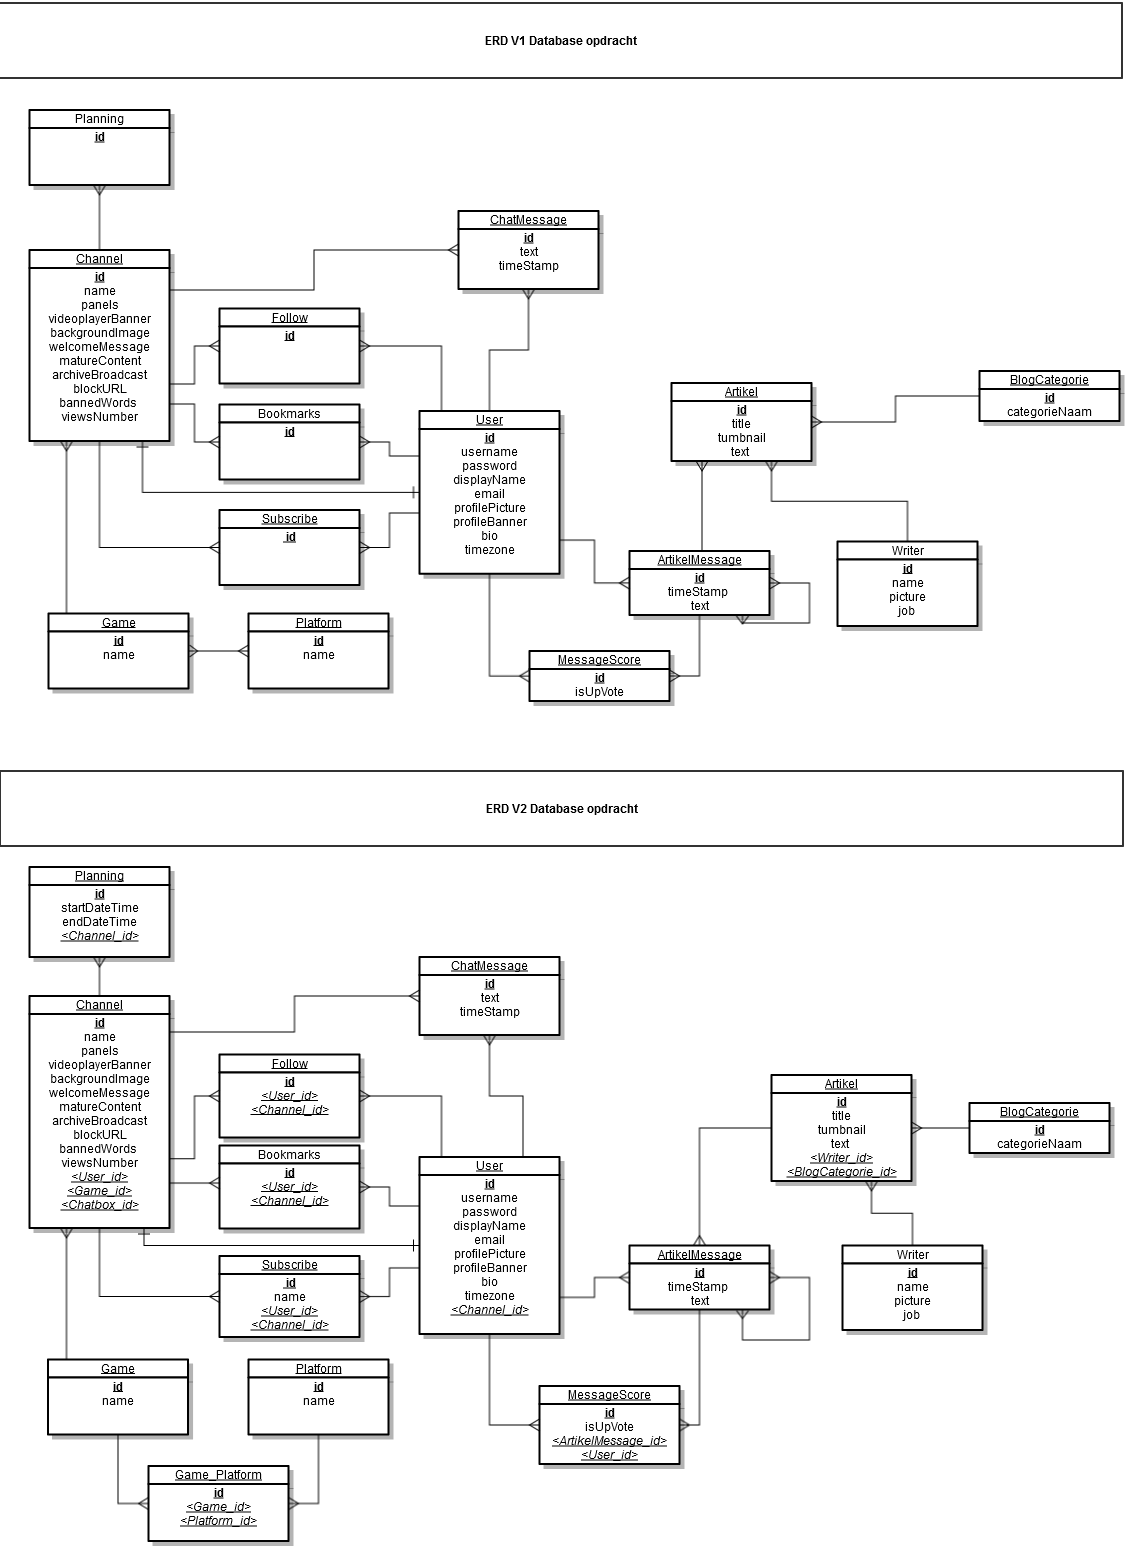 ERD V1 Database opdracht
Planning
id
Channel
id
name
panels
videoplayerBanner
backgroundImage
welcomeMessage
matureContent
archiveBroadcast
blockURL
bannedWords
viewsNumber
ChatMessage
id
text
timeStamp
Follow
id
Bookmarks
id
Subscribe
id
User
id
username
password
displayName
email
profilePicture
profileBanner
bio
timezone
Artikel
id
title
tumbnail
text
BlogCategorie
id
categorieNaam
Writer
id
name
picture
job
ArtikelMessage
id
timeStamp
text
Game
id
name
Platform
id
name
MessageScore
id
isUpVote
ERD V2 Database opdracht
Planning
id
startDateTime
endDateTime
<Channel_id>
Channel
id
name
panels
videoplayerBanner
backgroundImage
welcomeMessage
matureContent
archiveBroadcast
blockURL
bannedWords
viewsNumber
<User_id>
<Game_id>
<Chatbox_id>
ChatMessage
id
text
timeStamp
Follow
id
<User_id>
<Channel_id>
Bookmarks
id
<User_id>
<Channel_id>
Subscribe
id
name
<User_id>
<Channel_id>
User
id
username
password
displayName
email
profilePicture
profileBanner
bio
timezone
<Channel_id>
Artikel
id
title
tumbnail
text
<Writer_id>
<BlogCategorie_id>
BlogCategorie
id
categorieNaam
ArtikelMessage
id
timeStamp
text
Writer
id
name
picture
job
Game
id
name
Platform
id
name
MessageScore
id
isUpVote
<ArtikelMessage_id>
<User_id>
Game_Platform
id
<Game_id>
<Platform_id>